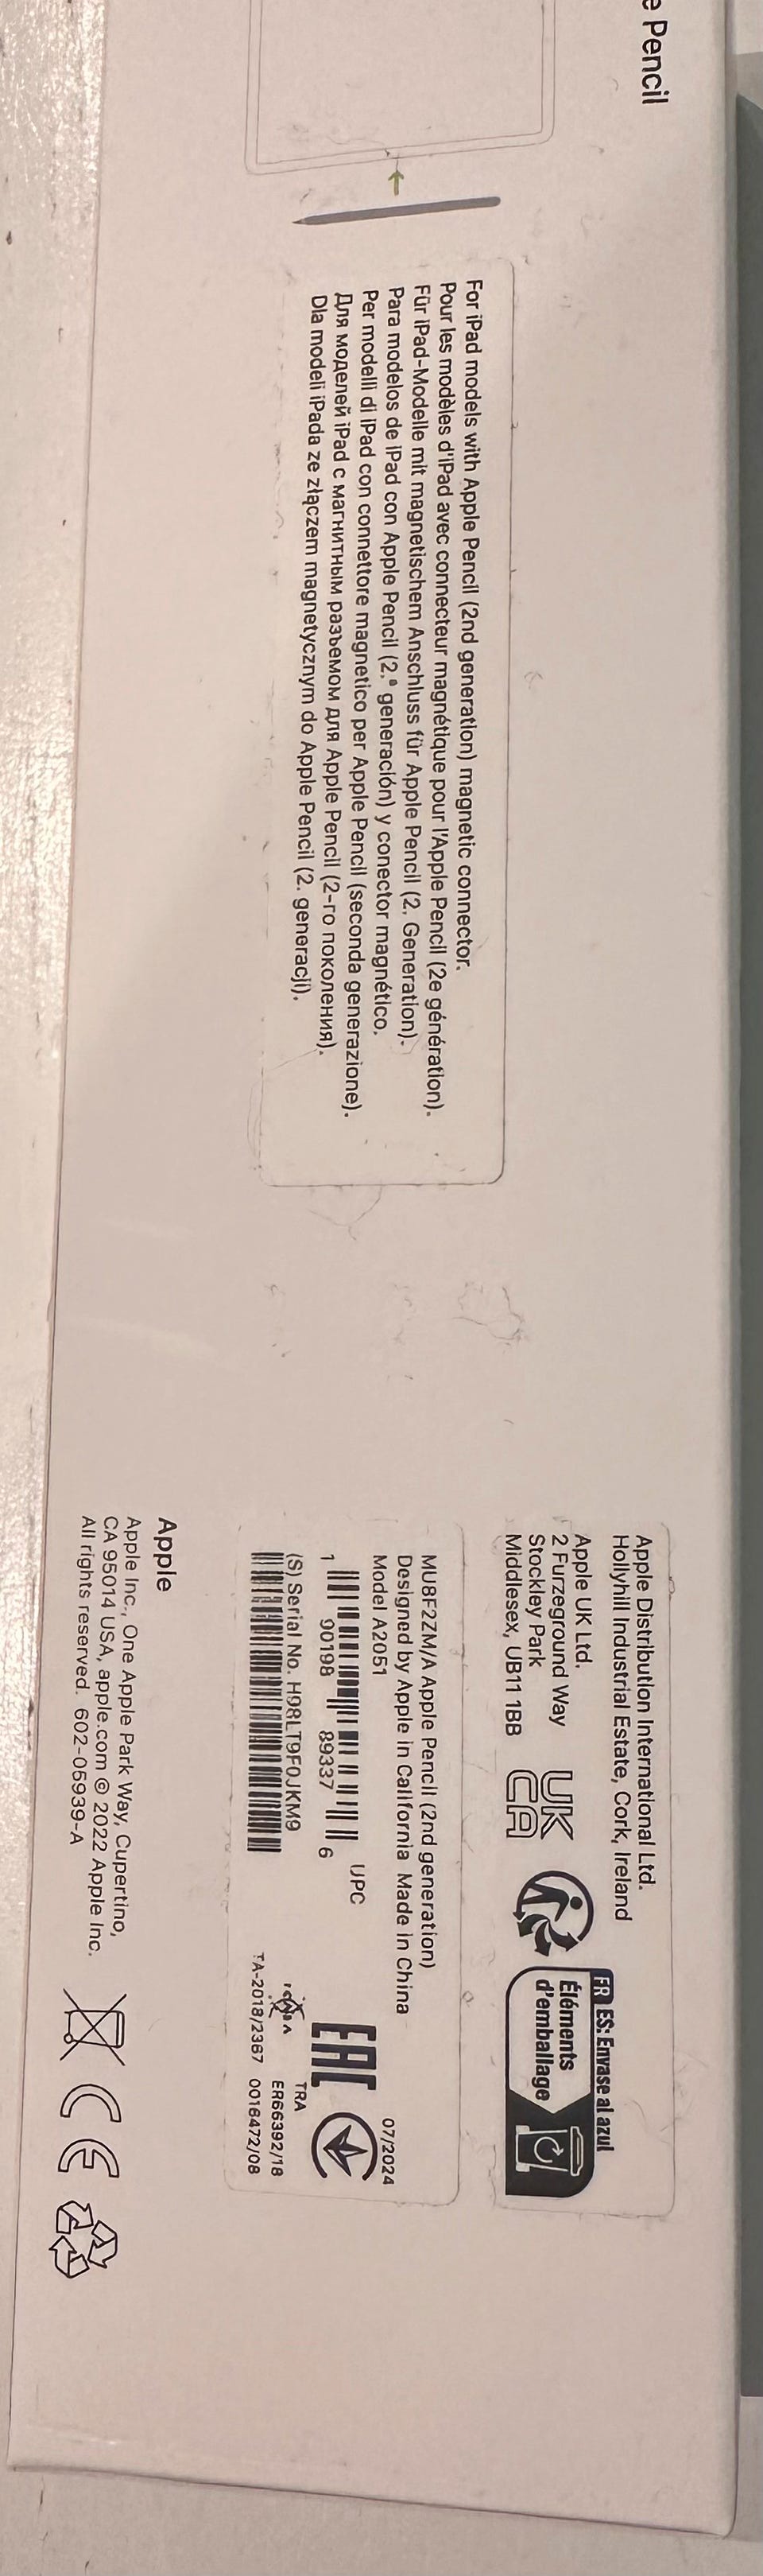 e Pencil
For iPad models with Apple Pencil (2nd generation) magnetic connector.
Pour les modèles d'iPad avec connecteur magnétique pour l'Apple Pencil (2e génération).
Für iPad-Modelle mit magnetischem Anschluss für Apple Pencil (2. Generation).
Para modelos de iPad con Apple Pencil (2.ª generación) y conector magnético.
Per modelli di iPad con connettore magnetico per Apple Pencil (seconda generazione).
Для моделей iPad с магнитным разъемом для Apple Pencil (2-го поколения).
Dla modeli iPada ze złączem magnetycznym do Apple Pencil (2. generacji).
Apple Distribution International Ltd.
Hollyhill Industrial Estate, Cork, Ireland
Apple UK Ltd.
2 Furzeground Way
Stockley Park
Middlesex, UB11 1BB
UK
CA
FR ES: Envase al azul
Éléments
d'emballage
MU8F2ZM/A Apple Pencil (2nd generation)
Designed by Apple in California Made in China
Model A2051
07/2024
UPC
1 90198 89337 6
(S) Serial No. H98LT9F0JKM9
EAC
TRA
ER66392/18
TA-2018/2367 0016472/08
Apple
Apple Inc., One Apple Park Way, Cupertino,
CA 95014 USA, apple.com © 2022 Apple Inc.
All rights reserved. 602-05939-A
CE